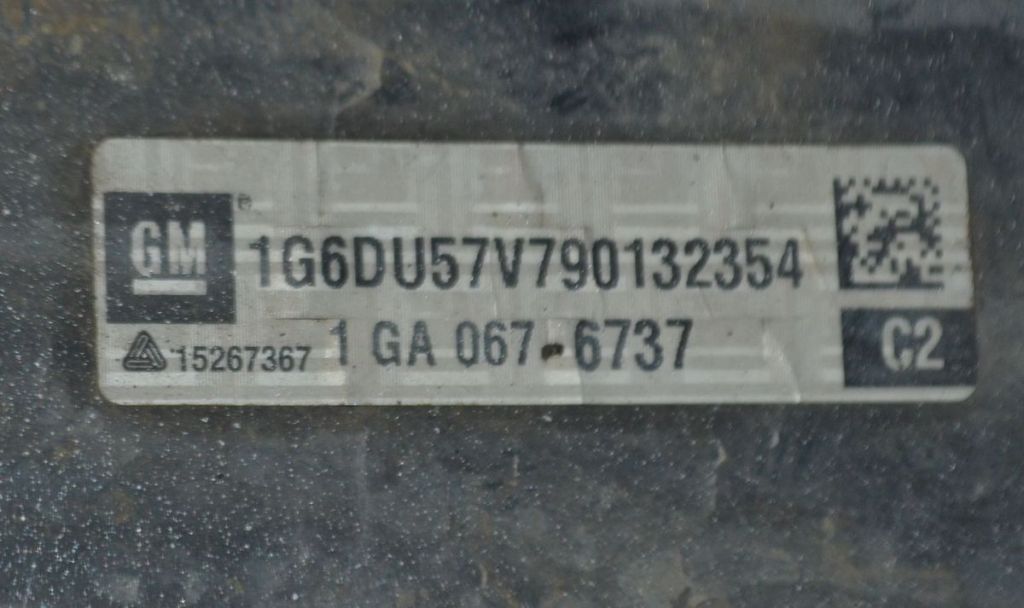 GM ®
1G6DU57V790132354
15267367 1 GA 067 - 6737
C2